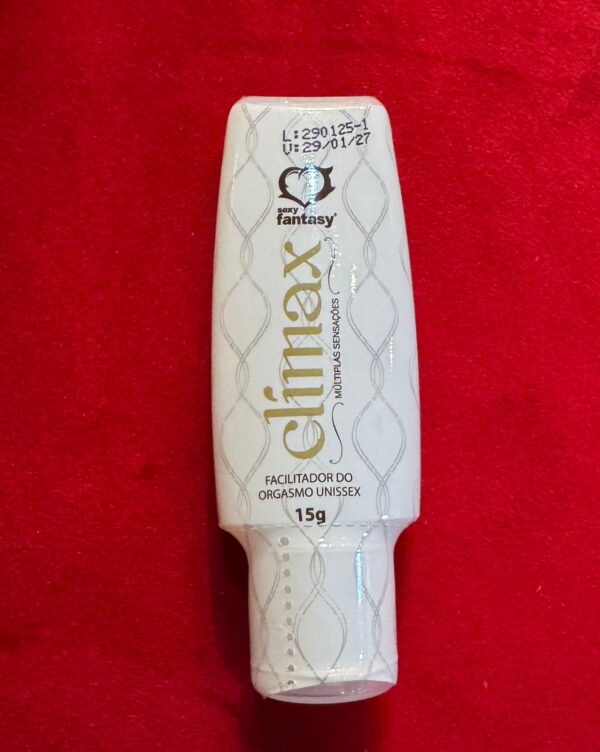 L:290125-1
V:29/01/27
sexy
fantasy®
clímax
MÚLTIPLAS SENSAÇÕES
FACILITADOR DO
ORGASMO UNISSEX
15g